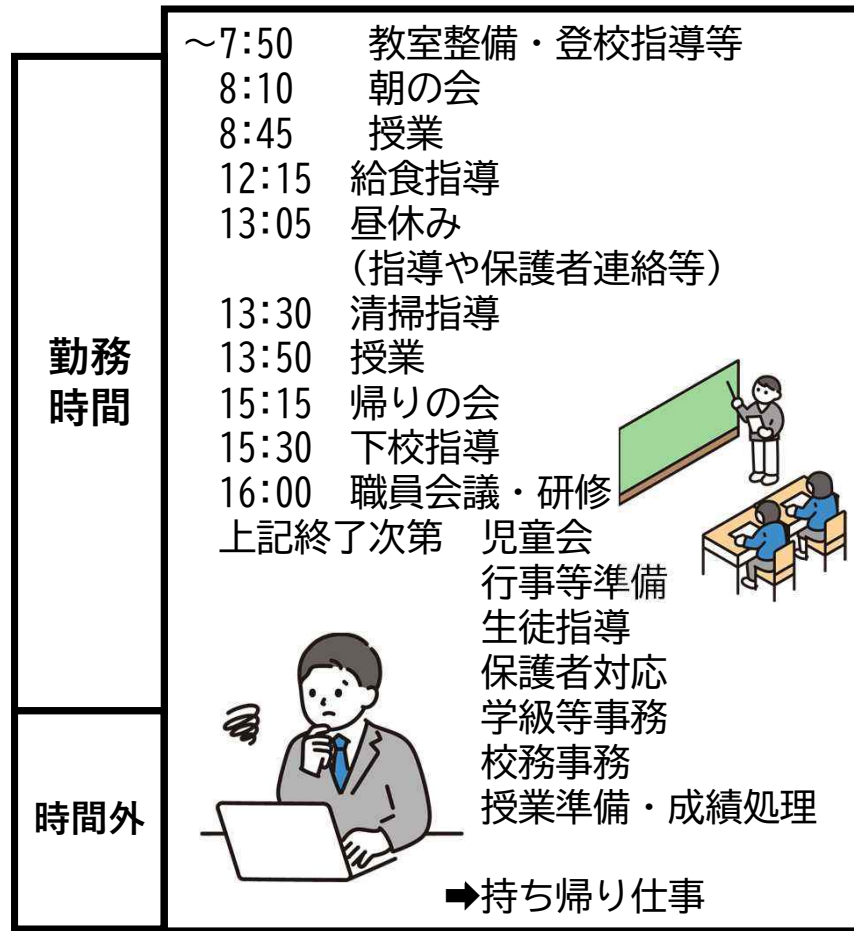 ～7:50　教室整備・登校指導等
8:10　朝の会
8:45　授業
12:15　給食指導
13:05　昼休み
（指導や保護者連絡等）
13:30　清掃指導
13:50　授業
15:15　帰りの会
15:30　下校指導
16:00　職員会議・研修
上記終了次第　児童会
行事等準備
生徒指導
保護者対応
学級等事務
校務事務
授業準備・成績処理
➡持ち帰り仕事
勤務
時間
時間外